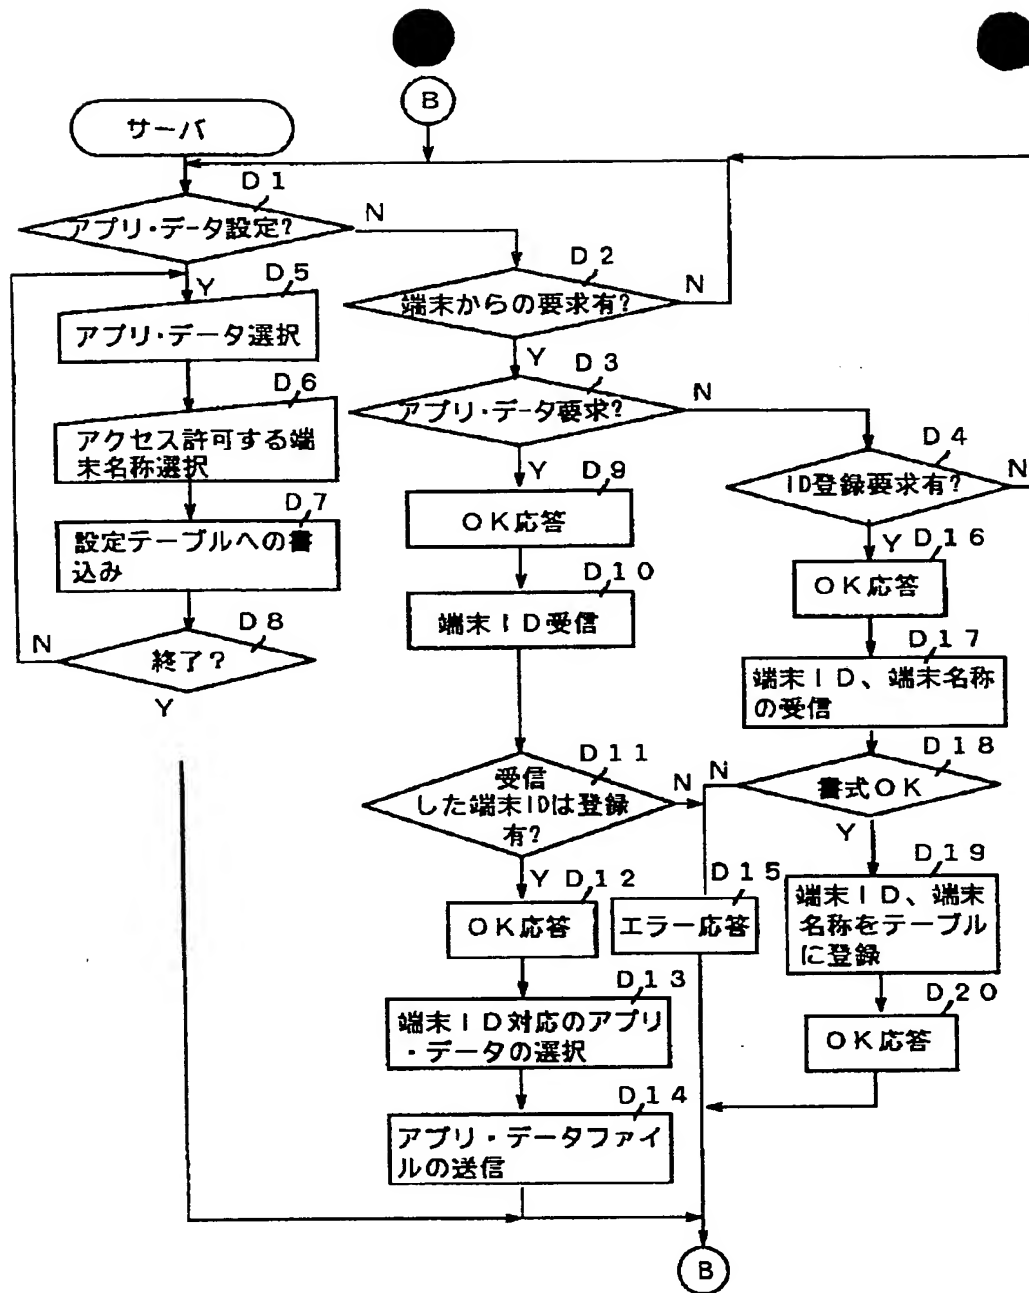 B
サーバ
D1
アプリ・データ設定?
N
D2
端末からの要求有?
N
Y
D5
アプリ・データ選択
Y
D3
アプリ・データ要求?
N
D6
アクセス許可する端
末名称選択
D4
ID登録要求有?
N
Y
D9
OK応答
D7
設定テーブルへの書
込み
Y
D16
OK応答
D10
端末ID受信
D8
終了?
N
Y
D17
端末ID、端末名称
の受信
D11
受信
した端末IDは登録
有?
N
D18
書式OK
N
Y
Y
D12
OK応答
D15
エラー応答
D19
端末ID、端末
名称をテーブル
に登録
D13
端末ID対応のアプリ
・データの選択
D20
OK応答
D14
アプリ・データファイ
ルの送信
B